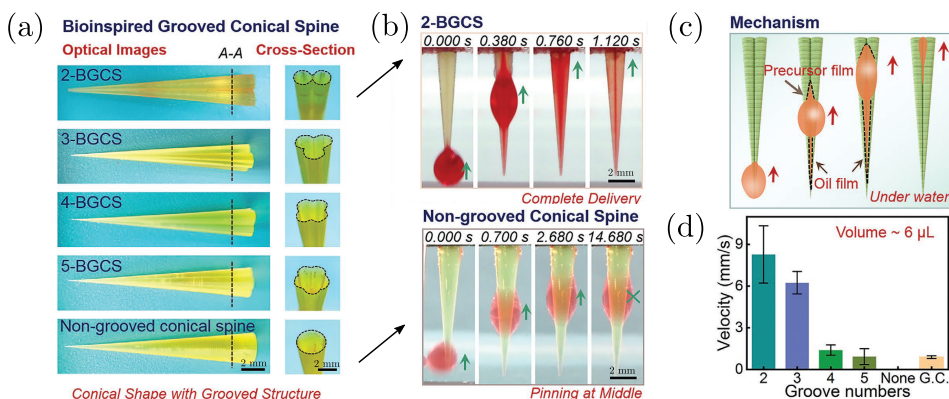 (a)
Bioinspired Grooved Conical Spine
Optical Images
A-A
Cross-Section
2-BGCS
3-BGCS
4-BGCS
5-BGCS
Non-grooved conical spine
2 mm
2 mm
Conical Shape with Grooved Structure
(b)
2-BGCS
0.000 s
0.380 s
0.760 s
1.120 s
2 mm
Complete Delivery
Non-grooved Conical Spine
0.000 s
0.700 s
2.680 s
14.680 s
2 mm
Pinning at Middle
(c)
Mechanism
Precursor film
Oil film
Under water
(d)
Volume ~ 6 µL
Velocity (mm/s)
9
6
3
0
2
3
4
5
None
G.C.
Groove numbers